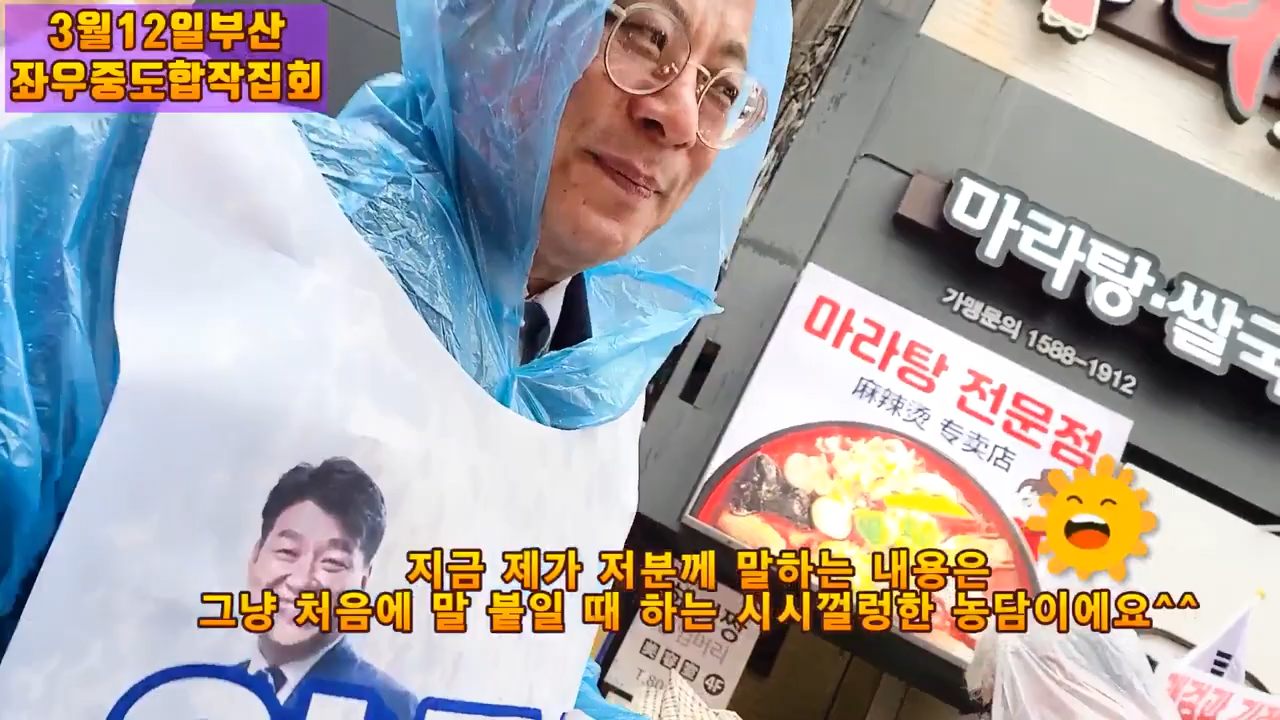 3월12일부산
좌우중도합작집회
마라탕·쌀국
가맹문의 1588-1912
마라탕 전문점
麻辣烫 专卖店
지금 제가 저분께 말하는 내용은
그냥 처음에 말 붙일 때 하는 시시껄렁한 동담이에요^^
4F